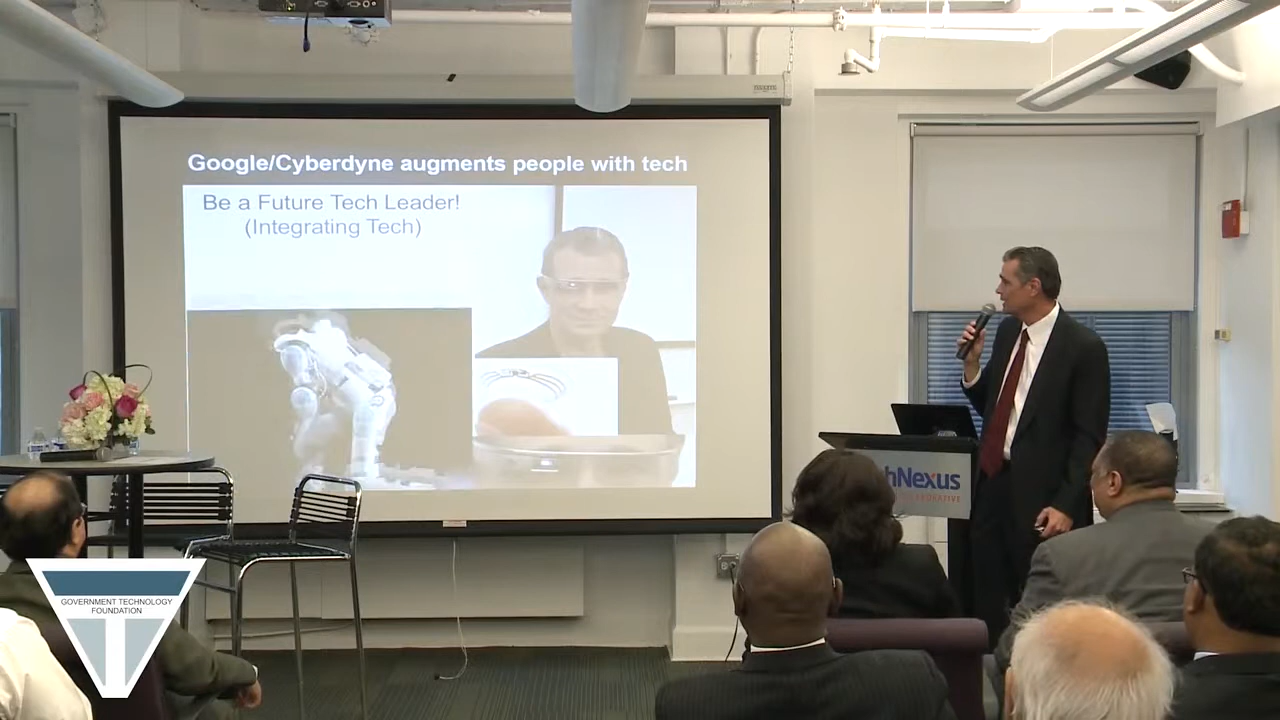 Google/Cyberdyne augments people with tech
Be a Future Tech Leader!
(Integrating Tech)
hNexus
GOVERNMENT TECHNOLOGY
FOUNDATION